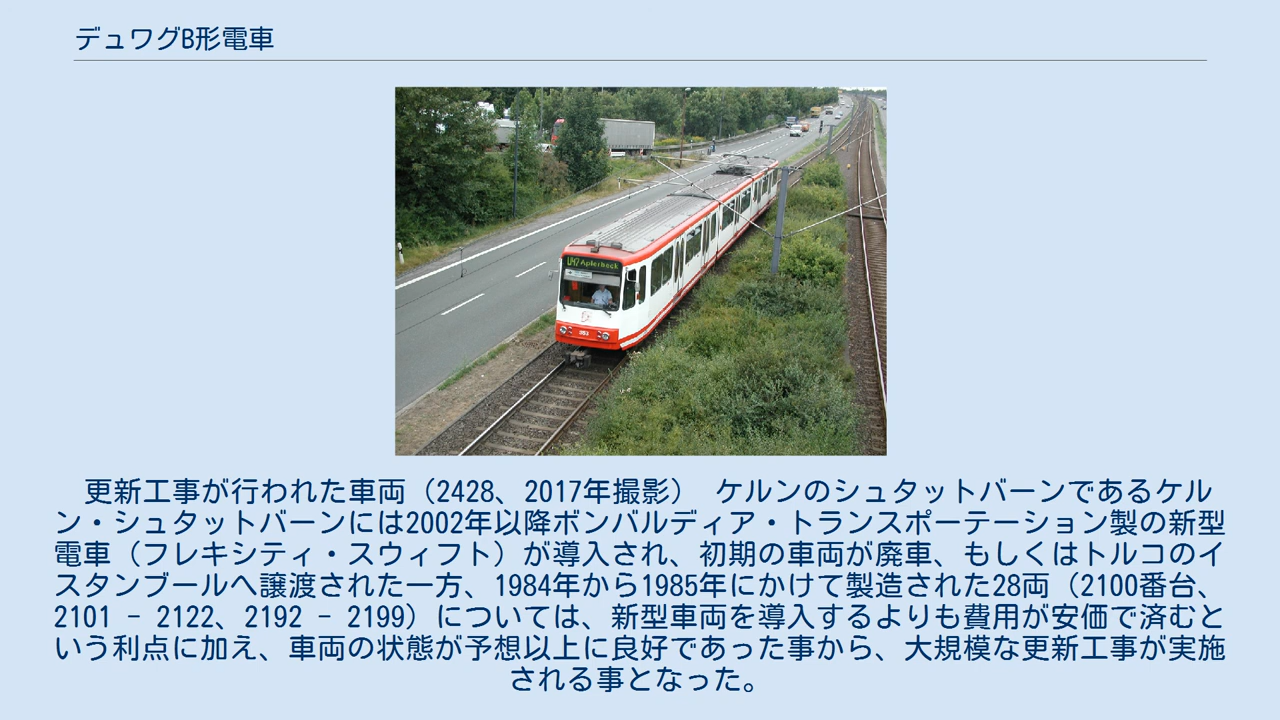 デュワグB形電車
U47 Aplerbeck
更新工事が行われた車両（2428、2017年撮影） ケルンのシュタットバーンであるケル
ン・シュタットバーンには2002年以降ボンバルディア・トランスポーテーション製の新型
電車（フレキシティ・スウィフト）が導入され、初期の車両が廃車、もしくはトルコのイ
スタンブールへ譲渡された一方、1984年から1985年にかけて製造された28両（2100番台、
2101 - 2122、2192 - 2199）については、新型車両を導入するよりも費用が安価で済むと
いう利点に加え、車両の状態が予想以上に良好であった事から、大規模な更新工事が実施
される事となった。